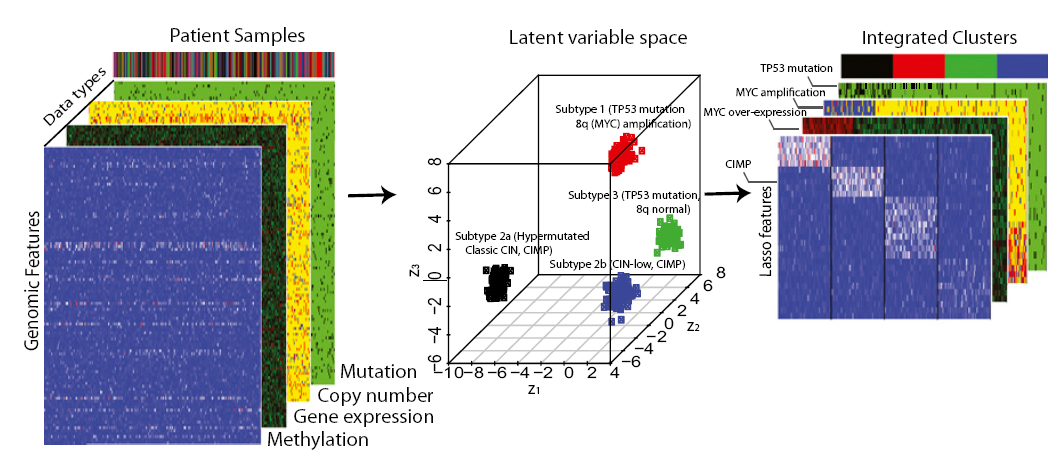 Patient Samples
Data types
Genomic Features
Mutation
Copy number
Gene expression
Methylation
Latent variable space
Subtype 1 (TP53 mutation
8q (MYC) amplification)
Subtype 3 (TP53 mutation,
8q normal)
Subtype 2a (Hypermutated
Classic CIN, CIMP)
Subtype 2b (CIN-low, CIMP)
8
6
4
2
0
−2
−4
−6
z3
−10 −8 −6 −4 −2 0 2 4
z1
−6
−4
−2
0
2
4
6
8
z2
Integrated Clusters
TP53 mutation
MYC amplification
MYC over-expression
CIMP
Lasso features